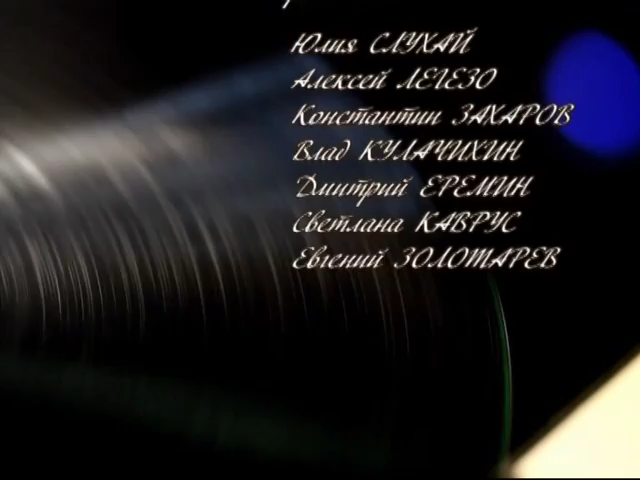 Юлия СЛУХАЙ
Алексей ЛЕГЕЗО
Константин ЗАХАРОВ
Влад КУЛАЧИХИН
Дмитрий ЕРЕМИН
Светлана КАВРУС
Евгений ЗОЛОТАРЕВ